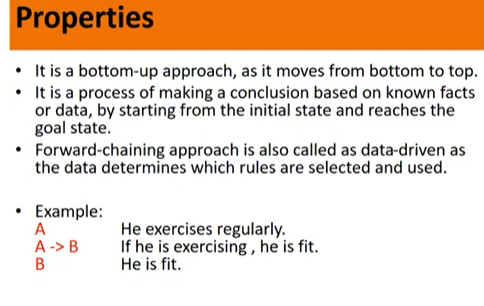 Properties
• It is a bottom-up approach, as it moves from bottom to top.
• It is a process of making a conclusion based on known facts
or data, by starting from the initial state and reaches the
goal state.
• Forward-chaining approach is also called as data-driven as
the data determines which rules are selected and used.
• Example:
A He exercises regularly.
A -> B If he is exercising , he is fit.
B He is fit.